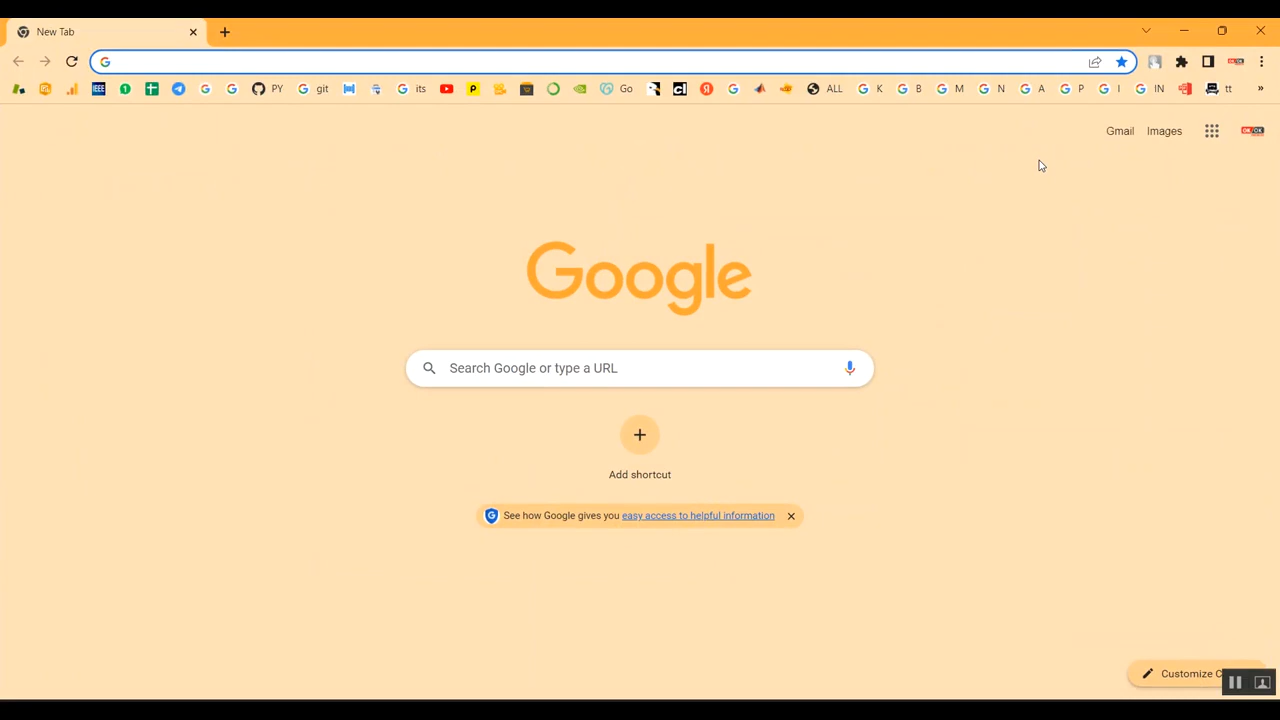 New Tab
PY
git
its
Go
ALL
K
B
M
N
A
P
I
IN
tt
Gmail
Images
Google
Search Google or type a URL
Add shortcut
See how Google gives you easy access to helpful information
Customize C